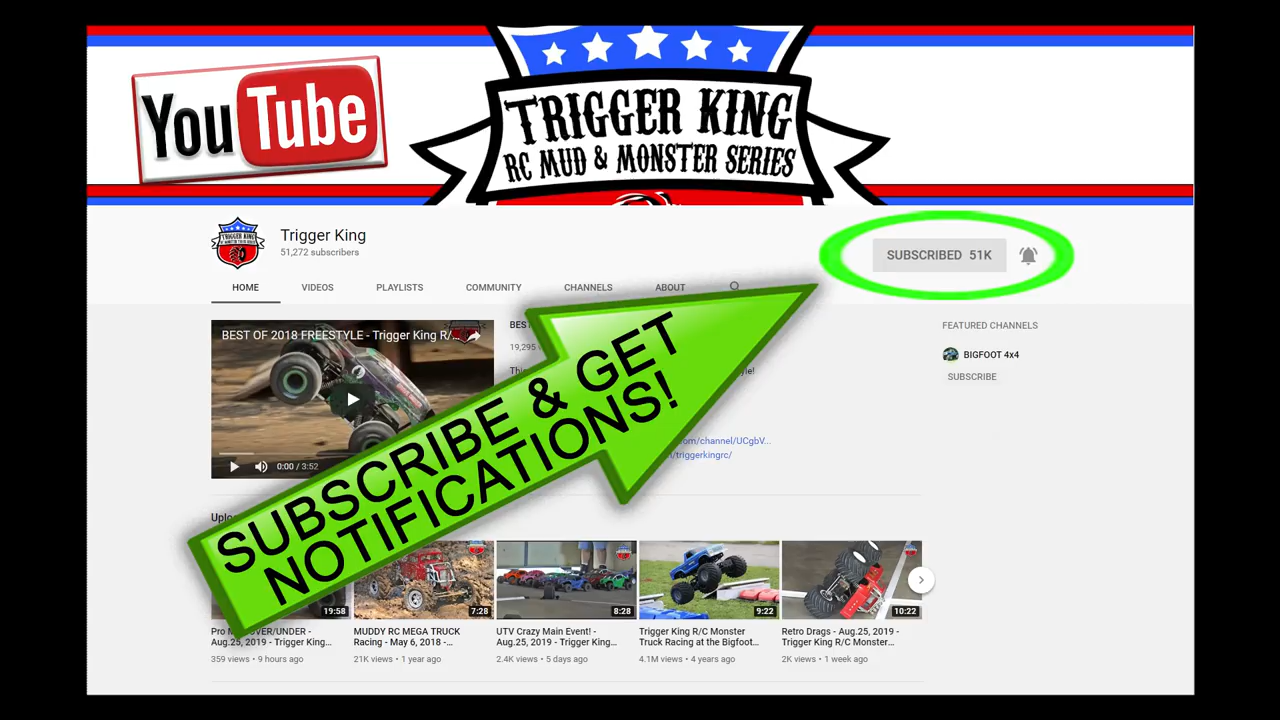 YouTube
TRIGGER KING
RC MUD & MONSTER SERIES
Trigger King
51,272 subscribers
SUBSCRIBED 51K
HOME VIDEOS PLAYLISTS COMMUNITY CHANNELS ABOUT
BEST OF 2018 FREESTYLE - Trigger King R/...
0:00 / 3:52
19,295
SUBSCRIBE & GET
NOTIFICATIONS!
om/channel/UCgbV...
/triggerkingrc/
FEATURED CHANNELS
BIGFOOT 4x4
SUBSCRIBE
19:58
7:28
8:28
9:22
10:22
OVER/UNDER -
Aug.25, 2019 - Trigger King...
359 views • 9 hours ago
MUDDY RC MEGA TRUCK
Racing - May 6, 2018 -...
21K views • 1 year ago
UTV Crazy Main Event! -
Aug.25, 2019 - Trigger King...
2.4K views • 5 days ago
Trigger King R/C Monster
Truck Racing at the Bigfoot...
4.1M views • 4 years ago
Retro Drags - Aug.25, 2019 -
Trigger King R/C Monster...
2K views • 1 week ago